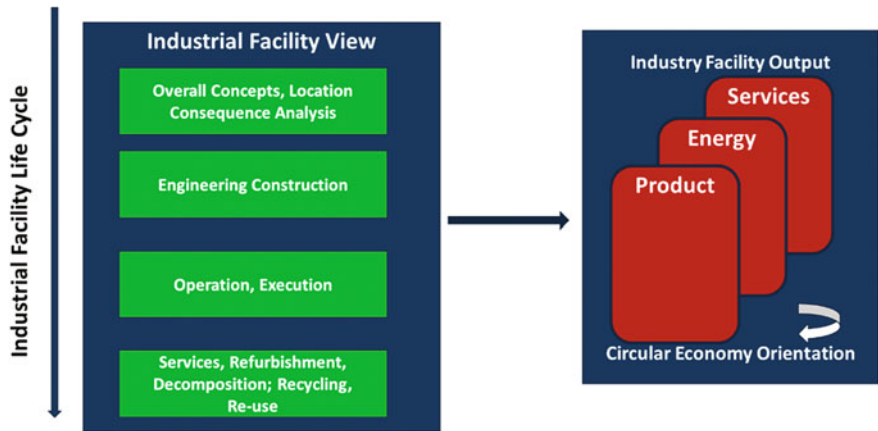 Industrial Facility Life Cycle
Industrial Facility View
Overall Concepts, Location
Consequence Analysis
Engineering Construction
Operation, Execution
Services, Refurbishment,
Decomposition; Recycling,
Re-use
Industry Facility Output
Services
Energy
Product
Circular Economy Orientation